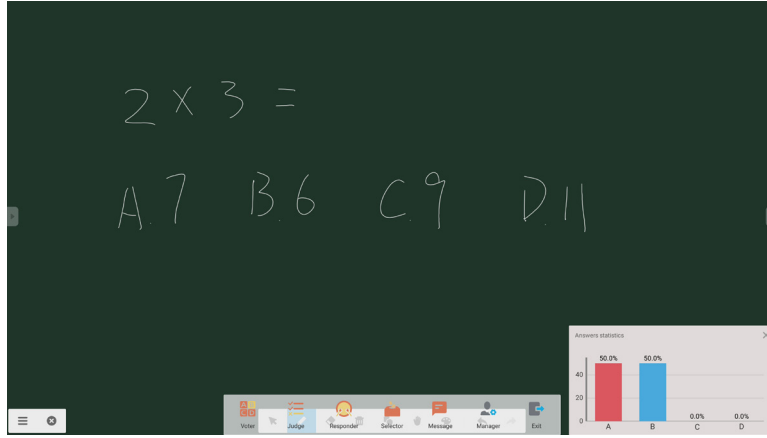 2 × 3 =
A.7 B.6 C.9 D.11
Answers statistics
50.0% 50.0%
40
20
0.0% 0.0%
0
A B C D
Voter Judge Responder Selector Message Manager Exit